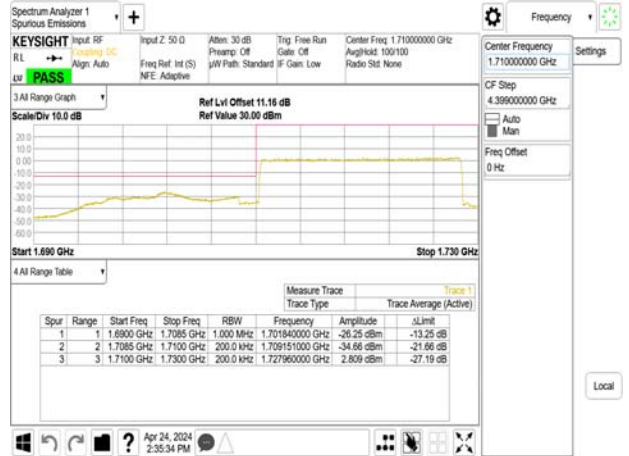 Spectrum Analyzer 1
Spurious Emissions
Frequency
KEYSIGHT
Input: RF
Coupling: DC
Align: Auto
Input Z: 50 Ω
Freq Ref: Int (S)
NFE: Adaptive
Atten: 30 dB
Preamp: Off
µW Path: Standard
Trig: Free Run
Gate: Off
IF Gain: Low
Center Freq: 1.710000000 GHz
Avg|Hold: 100/100
Radio Std: None
RL
PASS
Center Frequency
1.710000000 GHz
Settings
CF Step
4.399000000 GHz
Auto
Man
Freq Offset
0 Hz
3 All Range Graph
Scale/Div 10.0 dB
Ref Lvl Offset 11.16 dB
Ref Value 30.00 dBm
20.0
10.0
0.00
-10.0
-20.0
-30.0
-40.0
-50.0
-60.0
Start 1.690 GHz
Stop 1.730 GHz
4 All Range Table
Measure Trace Trace 1
Trace Type Trace Average (Active)
Spur Range Start Freq Stop Freq RBW Frequency Amplitude ΔLimit
1 1 1.6900 GHz 1.7085 GHz 1.000 MHz 1.701840000 GHz -26.25 dBm -13.25 dB
2 2 1.7085 GHz 1.7100 GHz 200.0 kHz 1.709151000 GHz -34.66 dBm -21.66 dB
3 3 1.7100 GHz 1.7300 GHz 200.0 kHz 1.727960000 GHz 2.809 dBm -27.19 dB
Local
?
Apr 24, 2024
2:35:34 PM